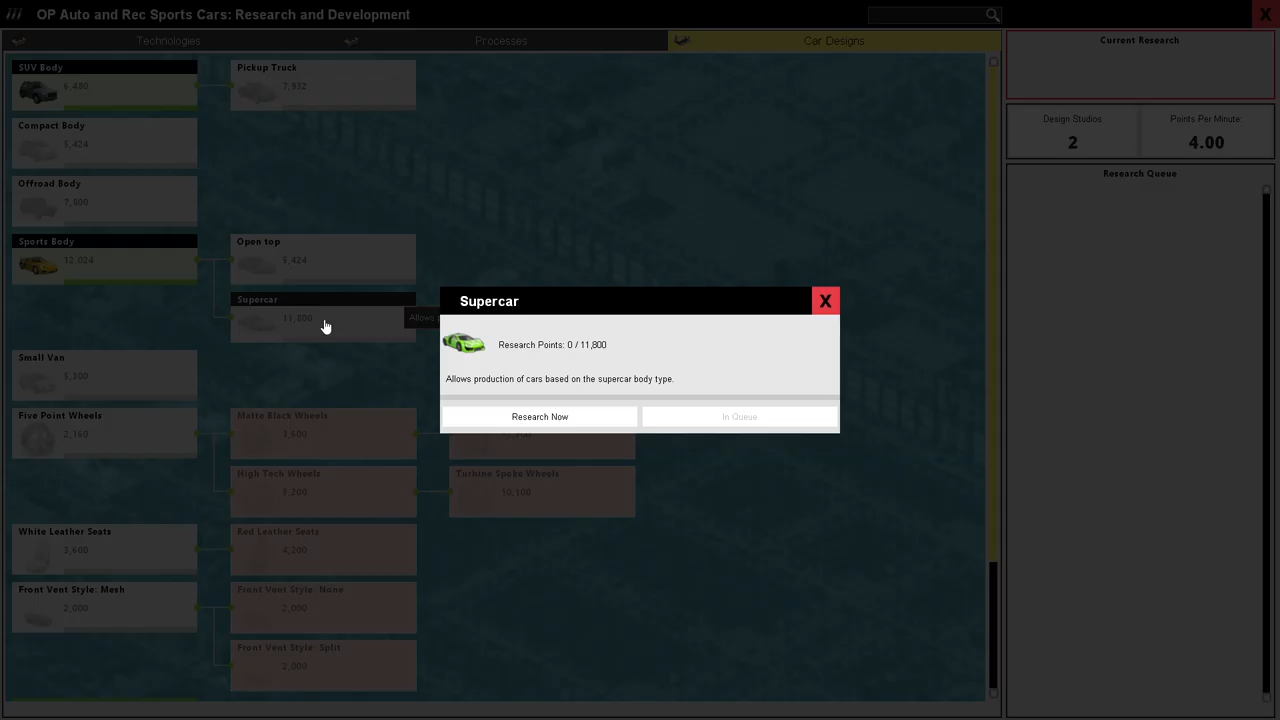 OP Auto and Rec Sports Cars: Research and Development
X
Technologies
Processes
Car Designs
Current Research
SUV Body
6,480
Pickup Truck
7,932
Design Studios
2
Points Per Minute:
4.00
Compact Body
5,424
Research Queue
Offroad Body
7,800
Sports Body
12,024
Open top
5,424
Supercar
11,800
Allows p
Supercar
X
Research Points: 0 / 11,800
Allows production of cars based on the supercar body type.
Research Now
In Queue
Small Van
5,300
Five Point Wheels
2,160
Matte Black Wheels
3,600
High Tech Wheels
Turbine Spoke Wheels
10,100
White Leather Seats
3,600
Red Leather Seats
4,200
Front Vent Style: Mesh
2,000
Front Vent Style: None
2,000
Front Vent Style: Split
2,000